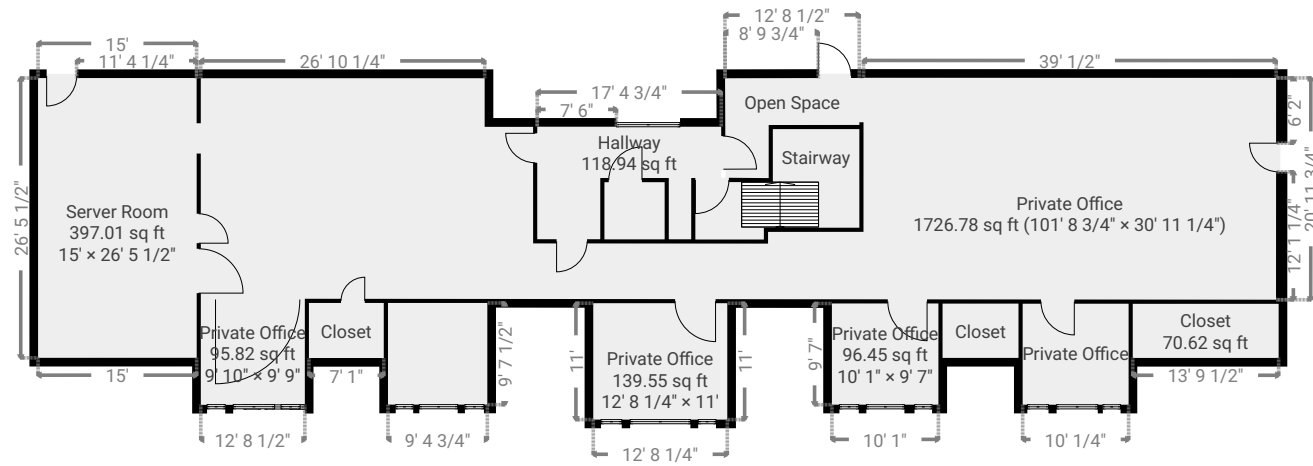 12' 8 1/2"
8' 9 3/4"
15'
11' 4 1/4"
26' 10 1/4"
39' 1/2"
17' 4 3/4"
7' 6"
Open Space
6' 2"
Hallway
118.94 sq ft
Stairway
20' 11 3/4"
26' 5 1/2"
Server Room
397.01 sq ft
15' × 26' 5 1/2"
Private Office
1726.78 sq ft (101' 8 3/4" × 30' 11 1/4")
12' 1 1/4"
Private Office
95.82 sq ft
9' 10" × 9' 9"
Closet
9' 7 1/2"
11'
Private Office
139.55 sq ft
12' 8 1/4" × 11'
11'
9' 7"
Private Office
96.45 sq ft
10' 1" × 9' 7"
Closet
Private Office
Closet
70.62 sq ft
15'
7' 1"
13' 9 1/2"
12' 8 1/2"
9' 4 3/4"
12' 8 1/4"
10' 1"
10' 1/4"